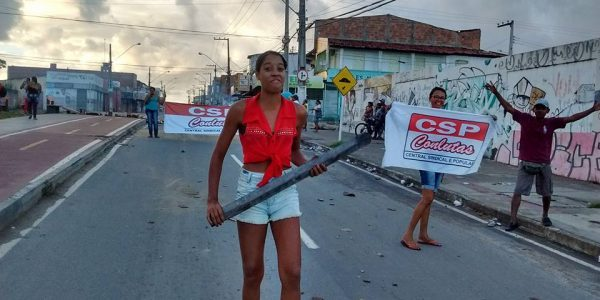 CSP
Conlutas
CSP
Conlutas
CENTRAL SINDICAL E POPULAR